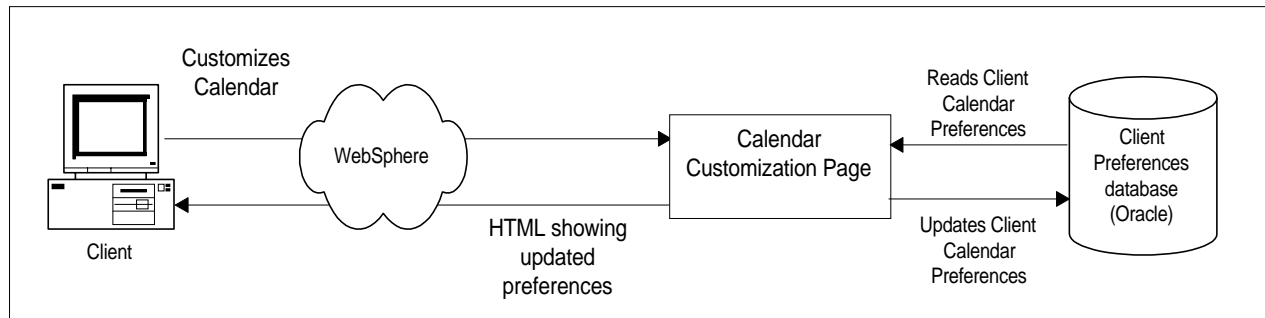 Customizes
Calendar
WebSphere
Client
HTML showing
updated
preferences
Calendar
Customization Page
Reads Client
Calendar
Preferences
Updates Client
Calendar
Preferences
Client
Preferences
database
(Oracle)